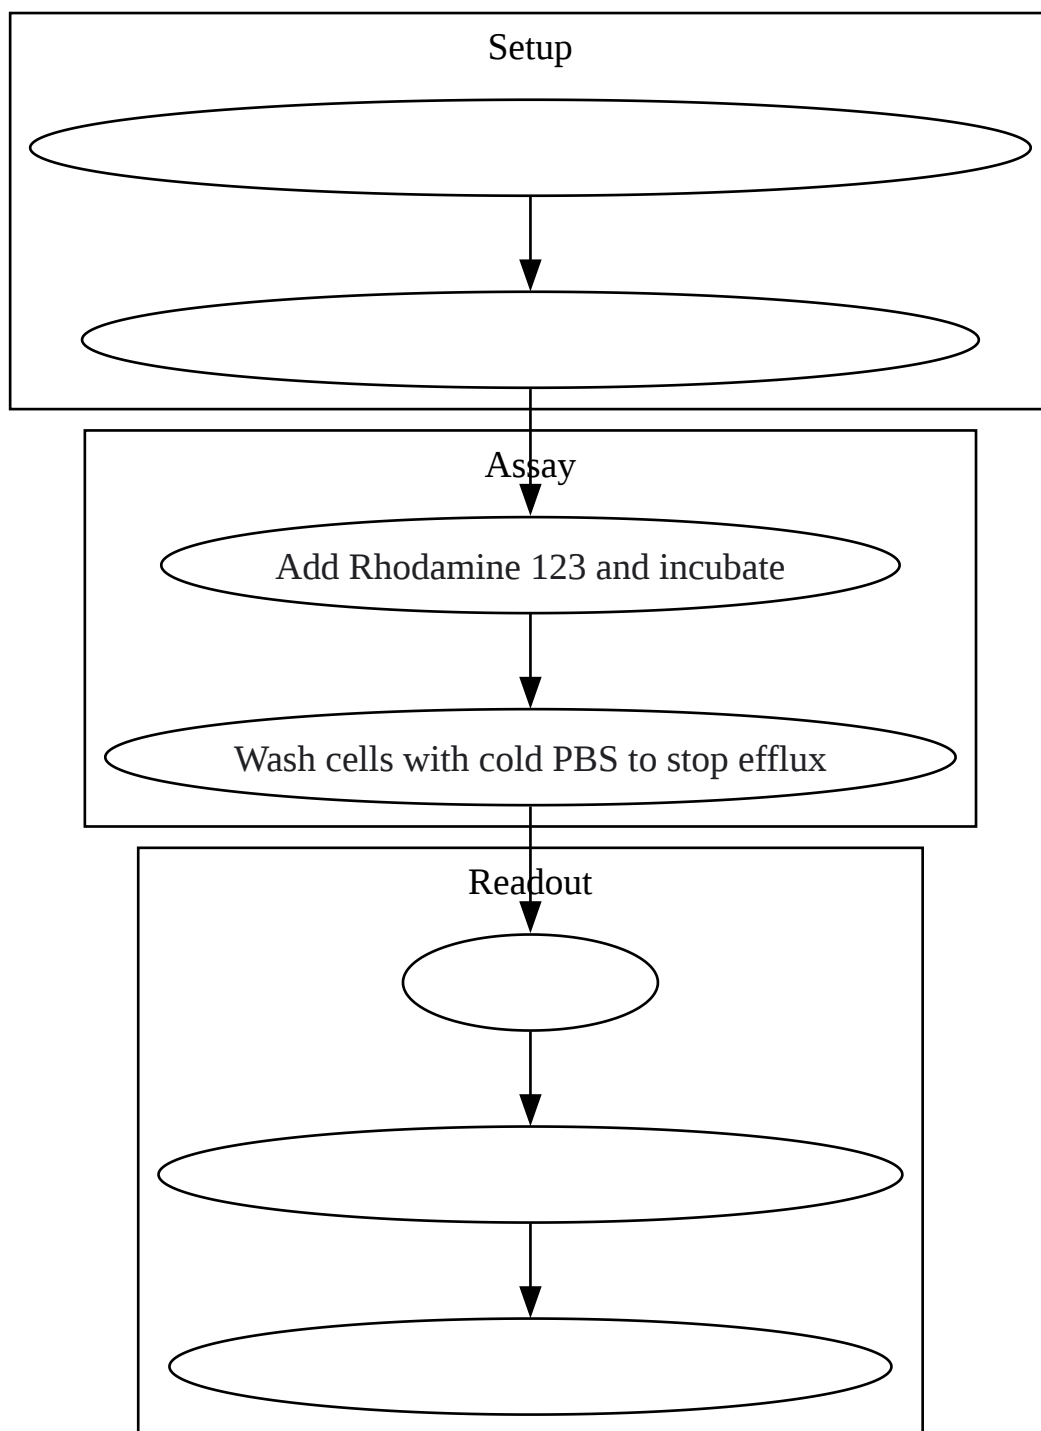 Setup
Assay
Add Rhodamine 123 and incubate
Wash cells with cold PBS to stop efflux
Readout